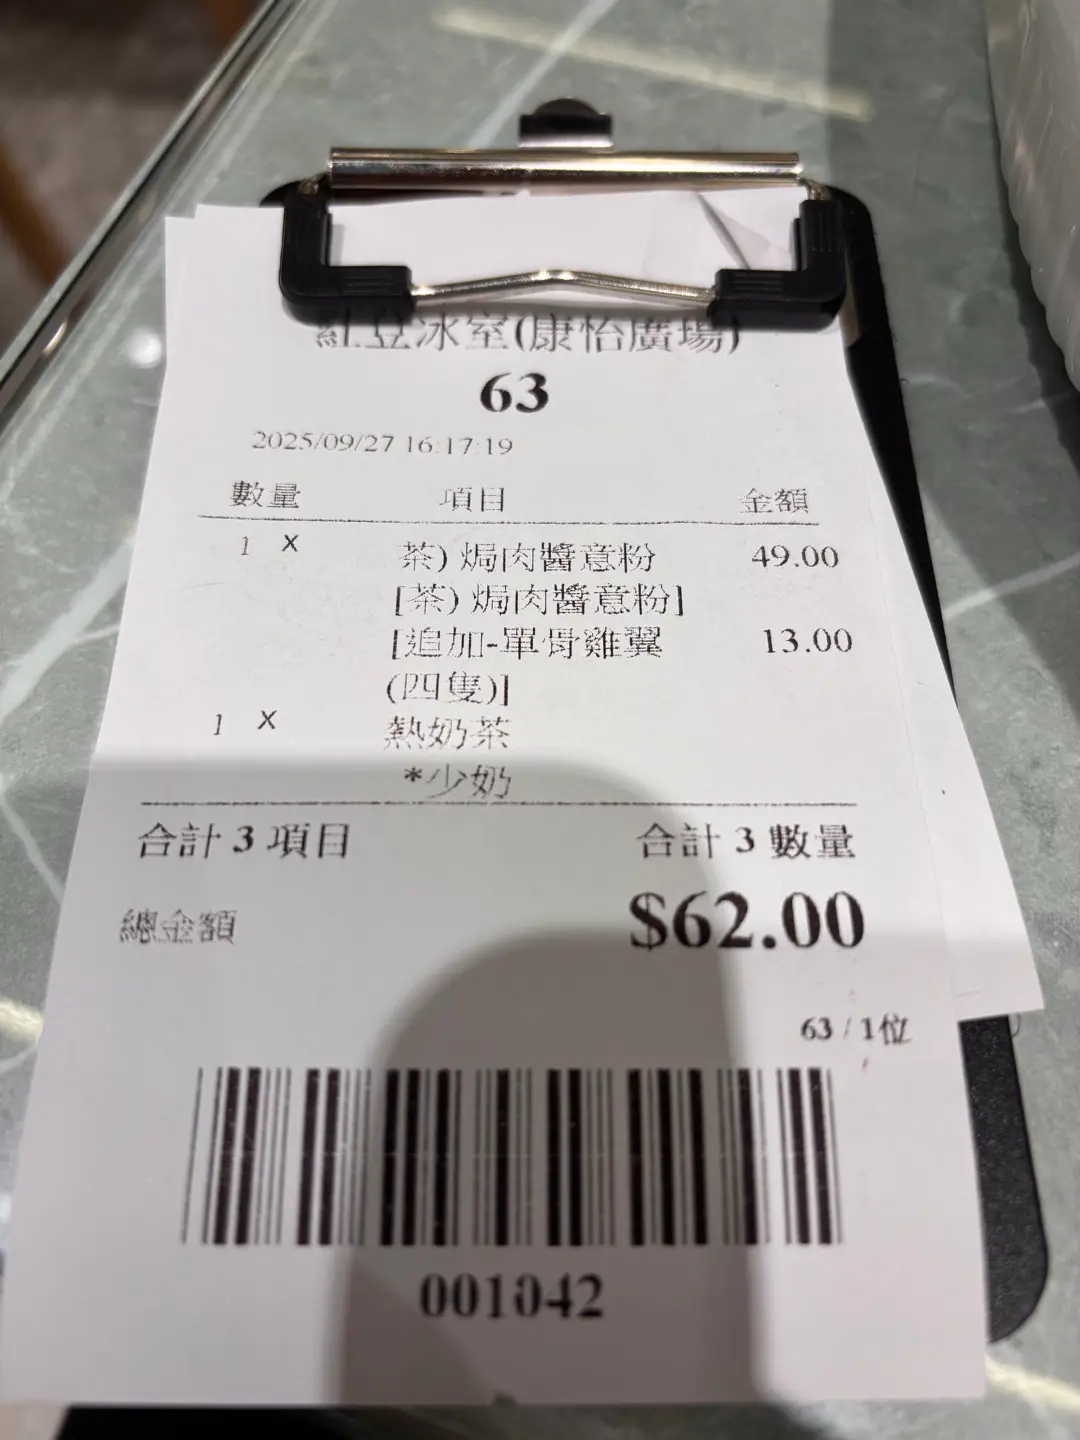 紅豆冰室(康怡廣場)
63
2025/09/27 16:17:19
數量 項目 金額
1 X 茶) 焗肉醬意粉 49.00
[茶) 焗肉醬意粉]
[追加-單骨雞翼 13.00
(四隻)]
1 X 熱奶茶
*少奶
合計 3 項目 合計 3 數量
總金額 $62.00
63 / 1位
001042